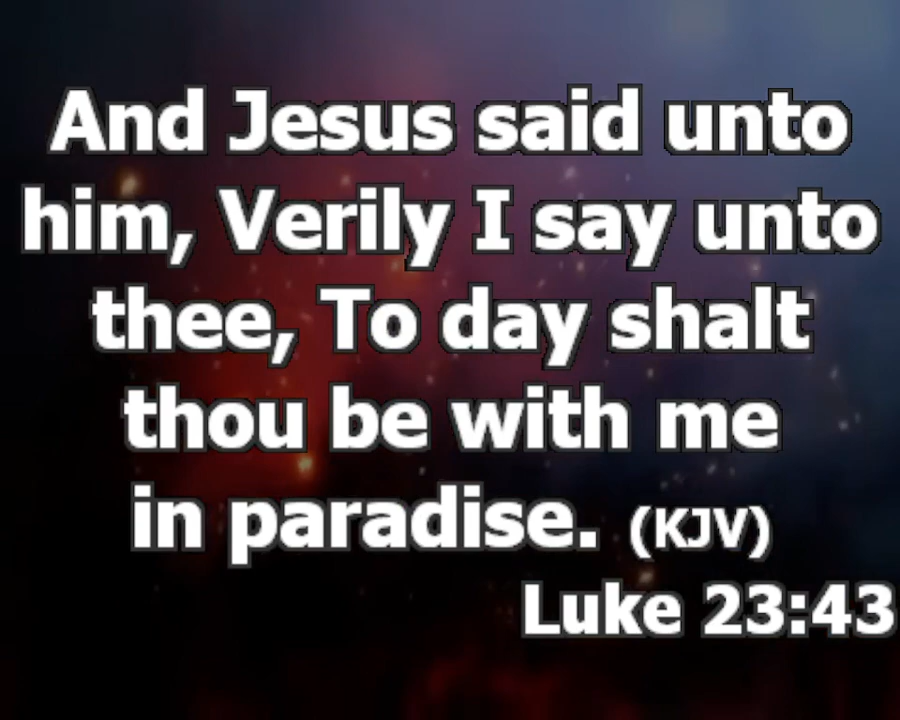 And Jesus said unto
him, Verily I say unto
thee, To day shalt
thou be with me
in paradise. (KJV)
Luke 23:43